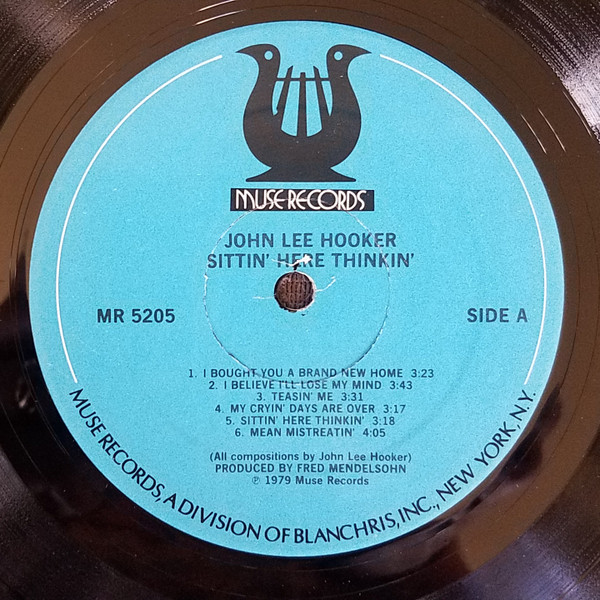 MUSE RECORDS
JOHN LEE HOOKER
SITTIN' HERE THINKIN'
MR 5205
SIDE A
1. I BOUGHT YOU A BRAND NEW HOME 3:23
2. I BELIEVE I'LL LOSE MY MIND 3:43
3. TEASIN' ME 3:31
4. MY CRYIN' DAYS ARE OVER 3:17
5. SITTIN' HERE THINKIN' 3:18
6. MEAN MISTREATIN' 4:05
(All compositions by John Lee Hooker)
PRODUCED BY FRED MENDELSOHN
℗ 1979 Muse Records
MUSE RECORDS, A DIVISION OF BLANCHRIS, INC., NEW YORK, N.Y.